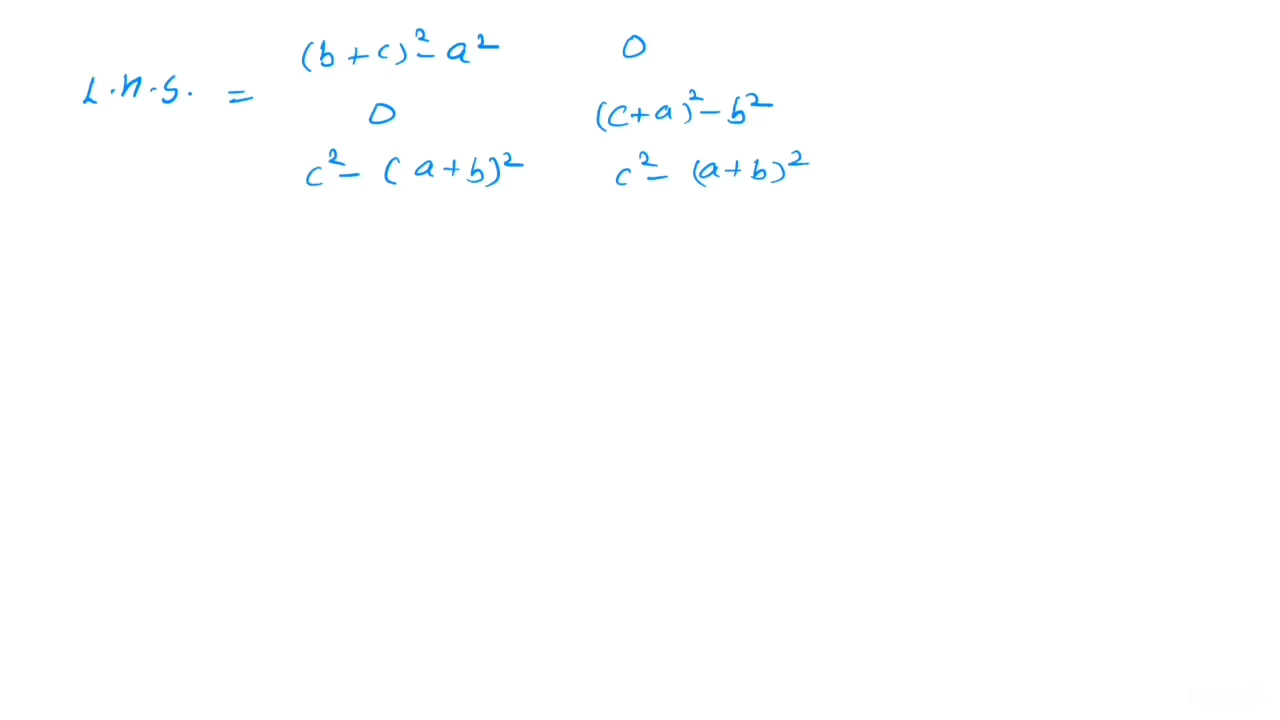 L.H.S. = (b+c)²-a² 0
0 (c+a)²-b²
c²-(a+b)² c²-(a+b)²